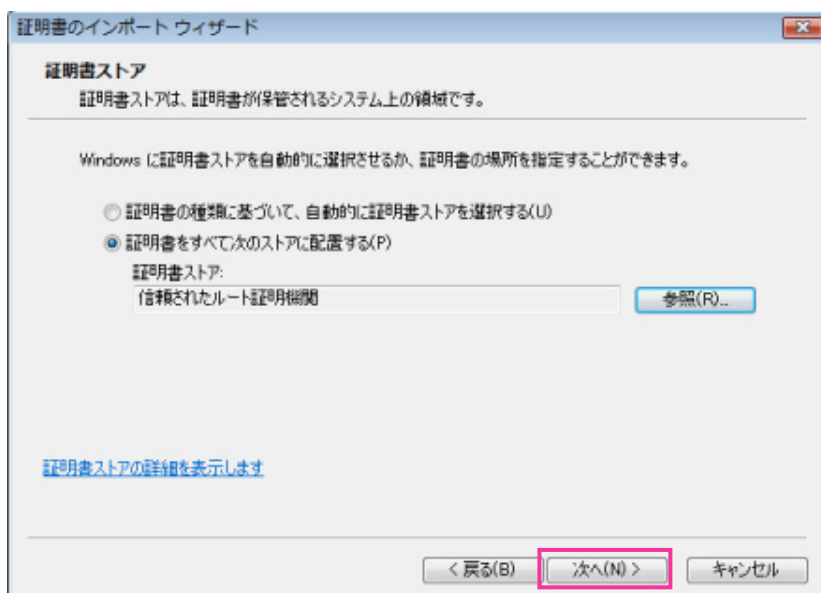 証明書のインポート ウィザード
証明書ストア
証明書ストアは、証明書が保管されるシステム上の領域です。
Windows に証明書ストアを自動的に選択させるか、証明書の場所を指定することができます。
証明書の種類に基づいて、自動的に証明書ストアを選択する(U)
証明書をすべて次のストアに配置する(P)
証明書ストア:
信頼されたルート証明機関
参照(R)...
証明書ストアの詳細を表示します
< 戻る(B)
次へ(N) >
キャンセル